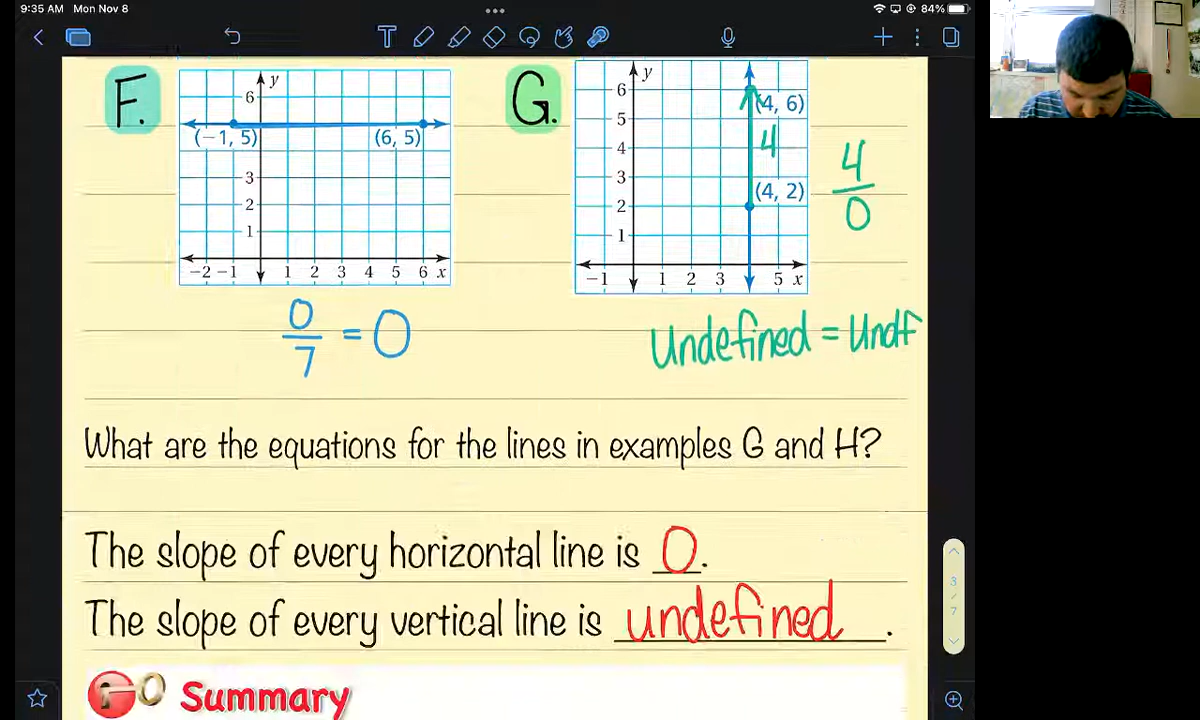 9:35 AM Mon Nov 8
84%
T
F.
y
6
(−1, 5)
(6, 5)
3
2
1
−2 −1 1 2 3 4 5 6 x
0
7
= 0
G.
y
6
(4, 6)
5
4
4
3
(4, 2)
2
1
−1 1 2 3 5 x
4
0
undefined = Undf
What are the equations for the lines in examples G and H?
The slope of every horizontal line is 0.
The slope of every vertical line is undefined.
3
/
7
Summary